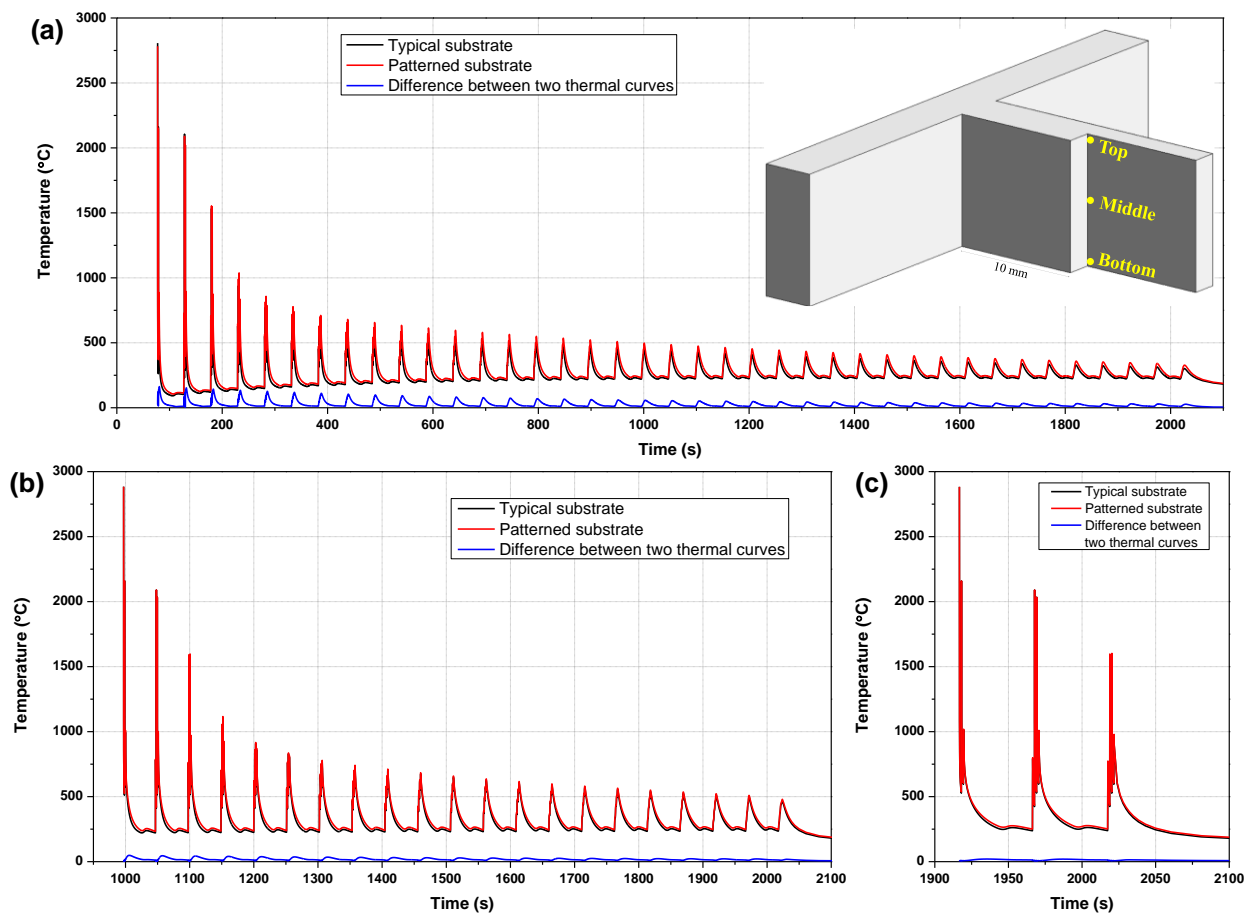 (a)
3000
2500
2000
1500
1000
500
0
Temperature (°C)
Typical substrate
Patterned substrate
Difference between two thermal curves
Top
Middle
Bottom
10 mm
0 200 400 600 800 1000 1200 1400 1600 1800 2000
Time (s)
(b)
3000
2500
2000
1500
1000
500
0
Temperature (°C)
Typical substrate
Patterned substrate
Difference between two thermal curves
1000 1100 1200 1300 1400 1500 1600 1700 1800 1900 2000 2100
Time (s)
(c)
3000
2500
2000
1500
1000
500
0
Temperature (°C)
Typical substrate
Patterned substrate
Difference between
two thermal curves
1900 1950 2000 2050 2100
Time (s)